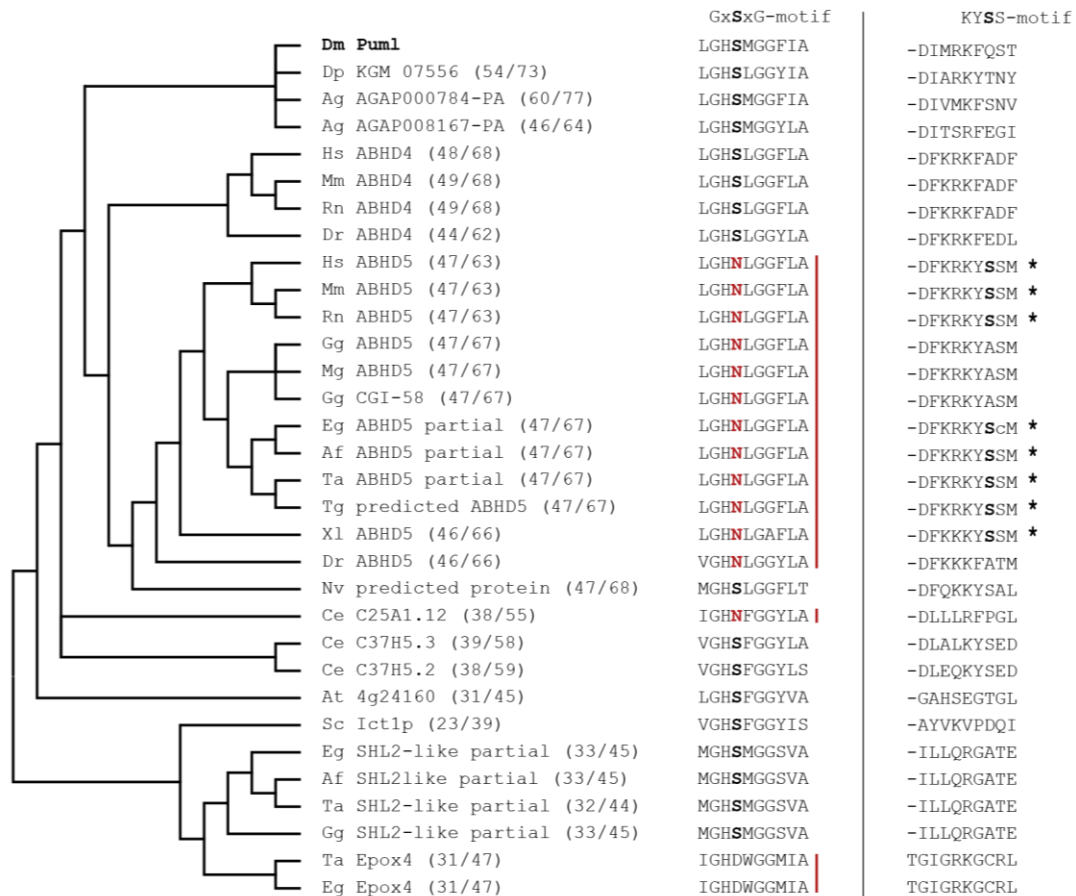 GxSxG-motif KYSS-motif
Dm Puml LGHSMGGFIA -DIMRKFQST
Dp KGM 07556 (54/73) LGHSLGGYIA -DIARKYTNY
Ag AGAP000784-PA (60/77) LGHSMGGFIA -DIVMKFSNV
Ag AGAP008167-PA (46/64) LGHSMGGYLA -DITSRFEGI
Hs ABHD4 (48/68) LGHSLGGFLA -DFKRKFADF
Mm ABHD4 (49/68) LGHSLGGFLA -DFKRKFADF
Rn ABHD4 (49/68) LGHSLGGFLA -DFKRKFADF
Dr ABHD4 (44/62) LGHSLGGYLA -DFKRKFEDL
Hs ABHD5 (47/63) LGHNLGGFLA -DFKRKYSSM *
Mm ABHD5 (47/63) LGHNLGGFLA -DFKRKYSSM *
Rn ABHD5 (47/63) LGHNLGGFLA -DFKRKYSSM *
Gg ABHD5 (47/67) LGHNLGGFLA -DFKRKYASM
Mg ABHD5 (47/67) LGHNLGGFLA -DFKRKYASM
Gg CGI-58 (47/67) LGHNLGGFLA -DFKRKYASM
Eg ABHD5 partial (47/67) LGHNLGGFLA -DFKRKYScM *
Af ABHD5 partial (47/67) LGHNLGGFLA -DFKRKYSSM *
Ta ABHD5 partial (47/67) LGHNLGGFLA -DFKRKYSSM *
Tg predicted ABHD5 (47/67) LGHNLGGFLA -DFKRKYSSM *
Xl ABHD5 (46/66) LGHNLGAFLA -DFKKKYSSM *
Dr ABHD5 (46/66) VGHNLGGYLA -DFKKKFATM
Nv predicted protein (47/68) MGHSLGGFLT -DFQKKYSAL
Ce C25A1.12 (38/55) IGHNFGGYLA -DLLLRFPGL
Ce C37H5.3 (39/58) VGHSFGGYLA -DLALKYSED
Ce C37H5.2 (38/59) VGHSFGGYLS -DLEQKYSED
At 4g24160 (31/45) LGHSFGGYVA -GAHSEGTGL
Sc Ict1p (23/39) VGHSFGGYIS -AYVKVPDQI
Eg SHL2-like partial (33/45) MGHSMGGSVA -ILLQRGATE
Af SHL2like partial (33/45) MGHSMGGSVA -ILLQRGATE
Ta SHL2-like partial (32/44) MGHSMGGSVA -ILLQRGATE
Gg SHL2-like partial (33/45) MGHSMGGSVA -ILLQRGATE
Ta Epox4 (31/47) IGHDWGGMIA TGIGRKGCRL
Eg Epox4 (31/47) IGHDWGGMIA TGIGRKGCRL